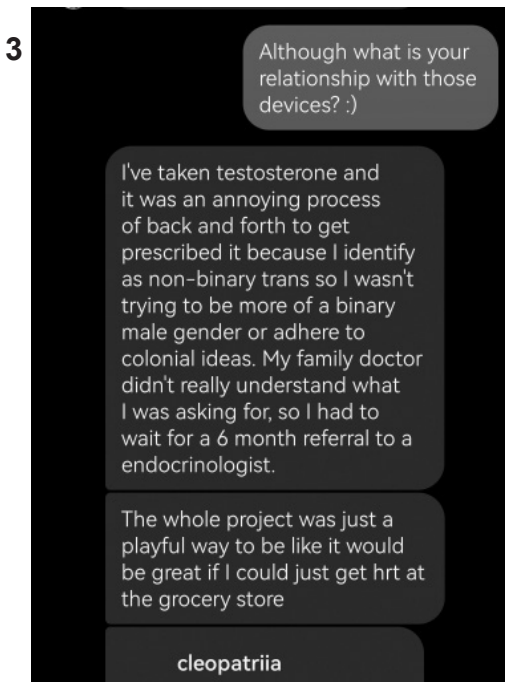 3
Although what is your
relationship with those
devices? :)
I've taken testosterone and
it was an annoying process
of back and forth to get
prescribed it because I identify
as non-binary trans so I wasn't
trying to be more of a binary
male gender or adhere to
colonial ideas. My family doctor
didn't really understand what
I was asking for, so I had to
wait for a 6 month referral to a
endocrinologist.
The whole project was just a
playful way to be like it would
be great if I could just get hrt at
the grocery store
cleopatriia